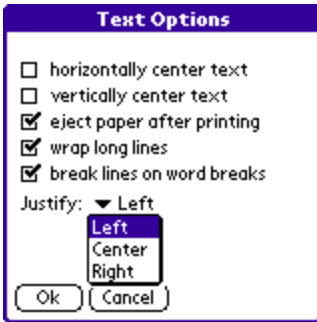 Text Options
horizontally center text
vertically center text
eject paper after printing
wrap long lines
break lines on word breaks
Justify: Left
Left
Center
Right
Ok Cancel